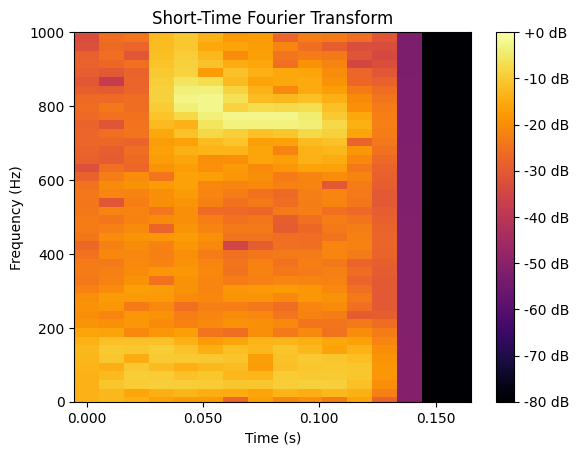 Short-Time Fourier Transform
1000
800
600
400
200
0
Frequency (Hz)
0.000
0.050
0.100
0.150
Time (s)
+0 dB
-10 dB
-20 dB
-30 dB
-40 dB
-50 dB
-60 dB
-70 dB
-80 dB